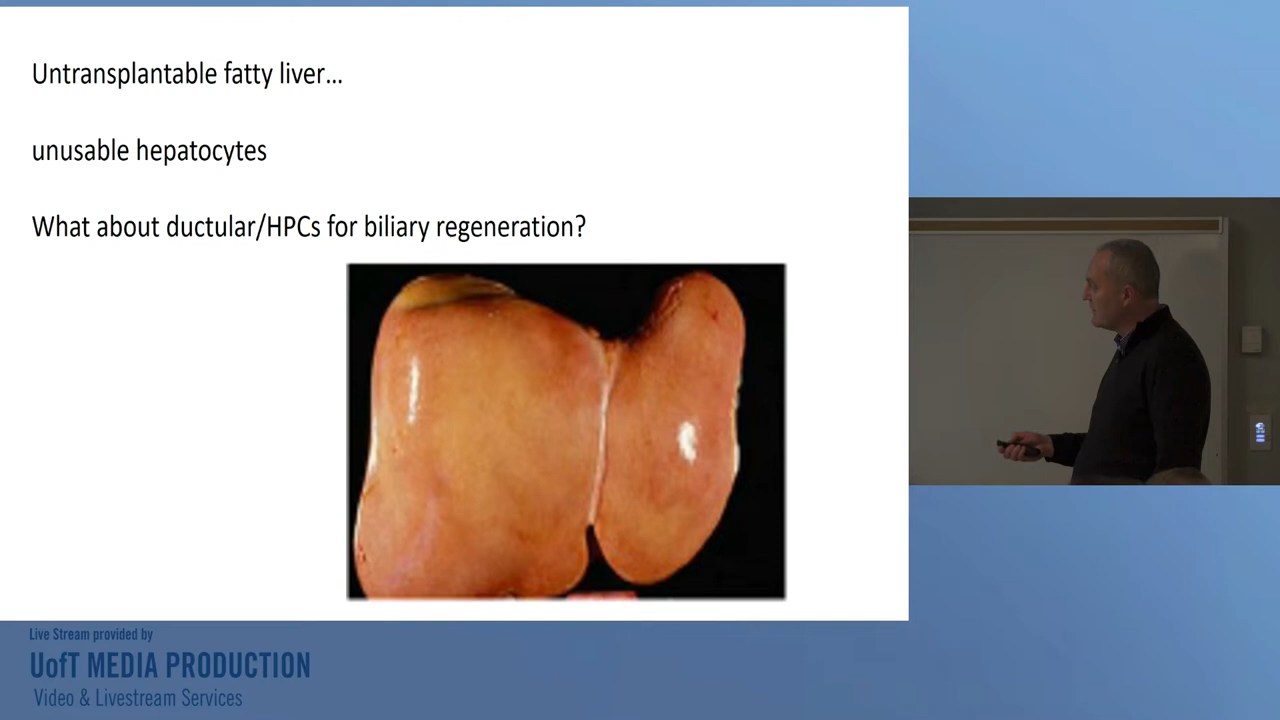 Untransplantable fatty liver...
unusable hepatocytes
What about ductular/HPCs for biliary regeneration?
Live Stream provided by
UofT MEDIA PRODUCTION
Video & Livestream Services